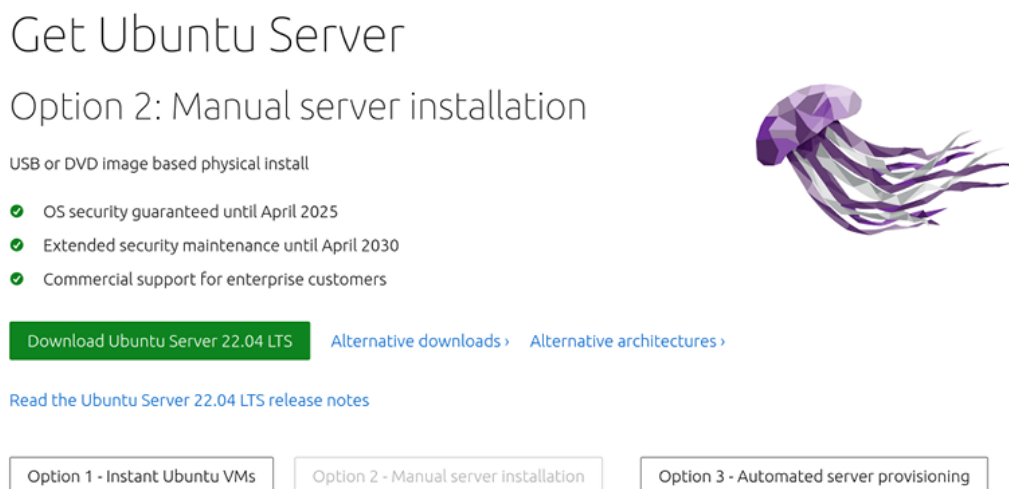 Get Ubuntu Server
Option 2: Manual server installation
USB or DVD image based physical install
OS security guaranteed until April 2025
Extended security maintenance until April 2030
Commercial support for enterprise customers
Download Ubuntu Server 22.04 LTS Alternative downloads › Alternative architectures ›
Read the Ubuntu Server 22.04 LTS release notes
Option 1 - Instant Ubuntu VMs Option 2 - Manual server installation Option 3 - Automated server provisioning